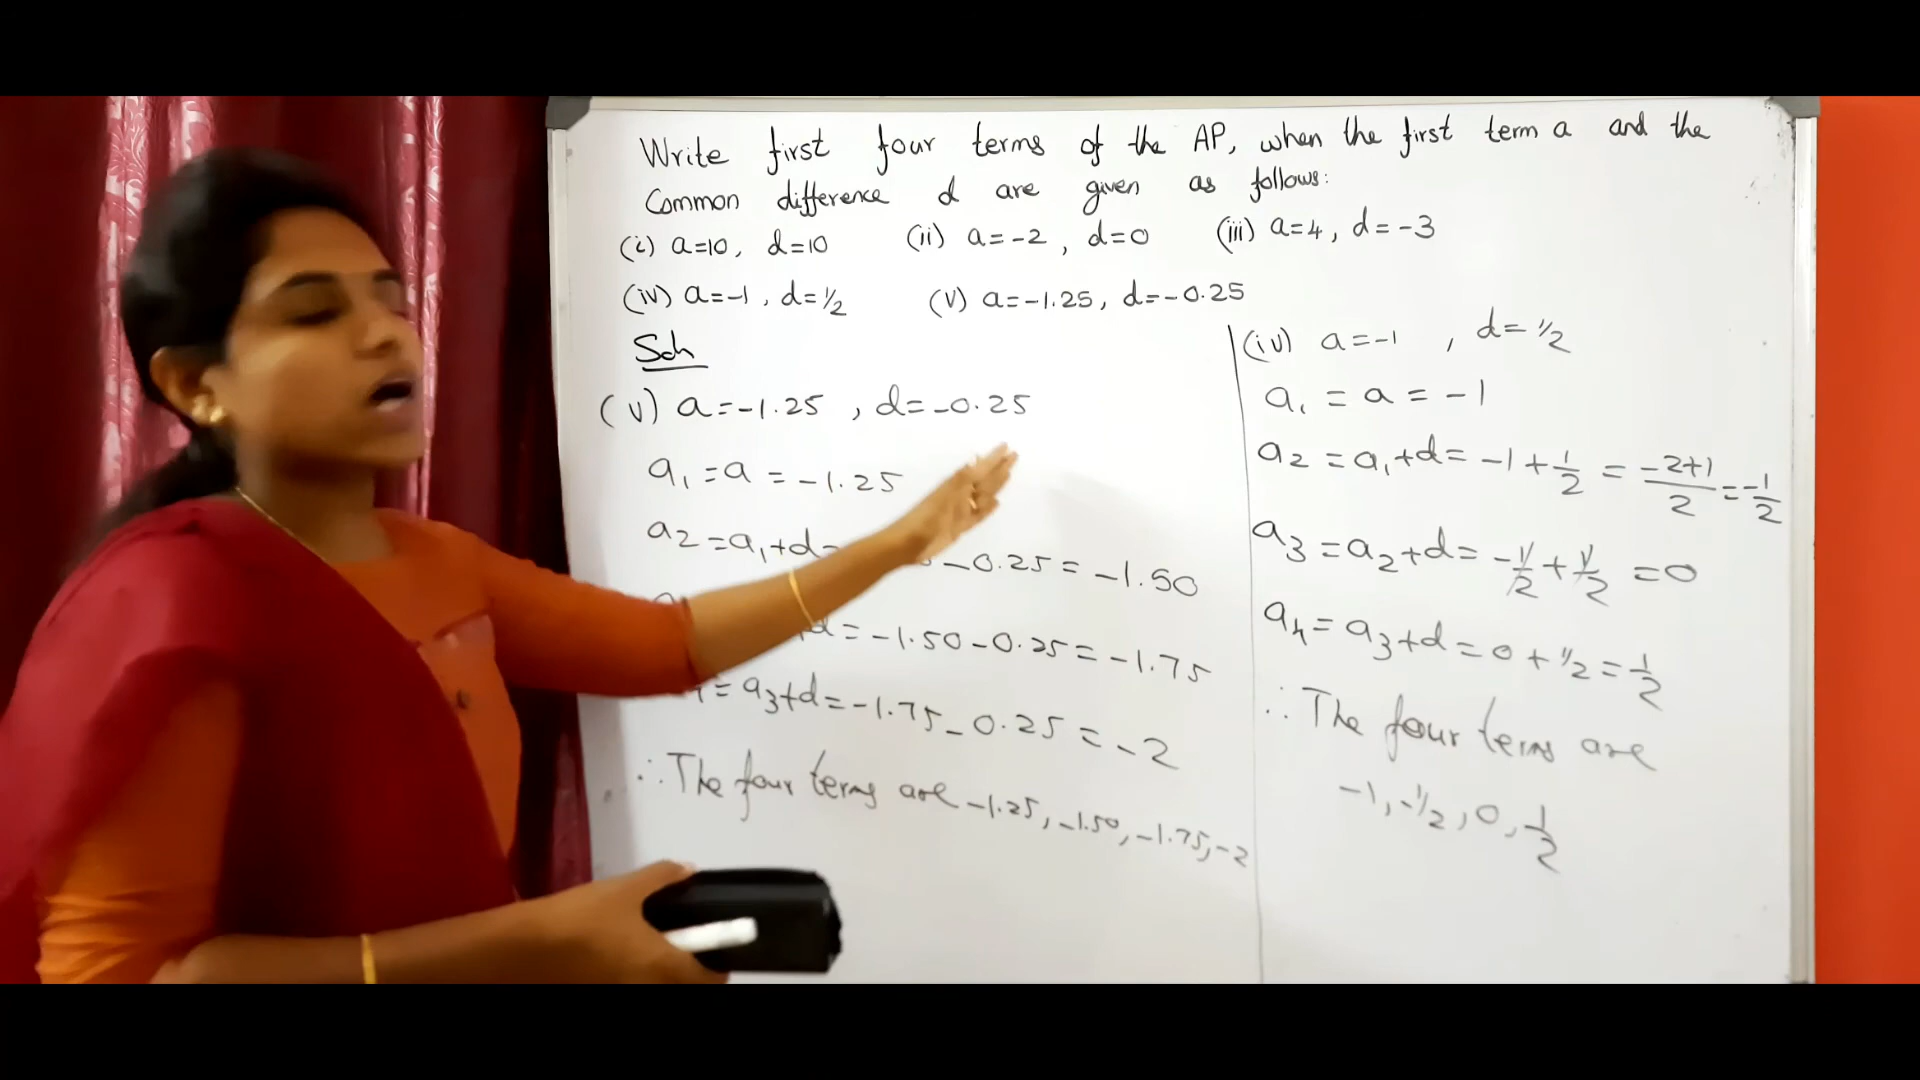 Write first four terms of the AP, when the first term a and the
Common difference d are given as follows:
(i) a=10, d=10 (ii) a=-2, d=0 (iii) a=4, d=-3
(iv) a=-1, d=1/2 (V) a=-1.25, d=-0.25
Soln
(v) a=-1.25, d=-0.25
a₁=a=-1.25
a₂=a₁+d= -0.25=-1.50
d=-1.50-0.25=-1.75
=a₃+d=-1.75-0.25=-2
∴The four terms are -1.25, -1.50, -1.75, -2
(iv) a=-1, d=1/2
a₁=a=-1
a₂=a₁+d=-1+1/2=(-2+1)/2=-1/2
a₃=a₂+d=-1/2+1/2=0
a₄=a₃+d=0+1/2=1/2
∴The four terms are
-1, -1/2, 0, 1/2